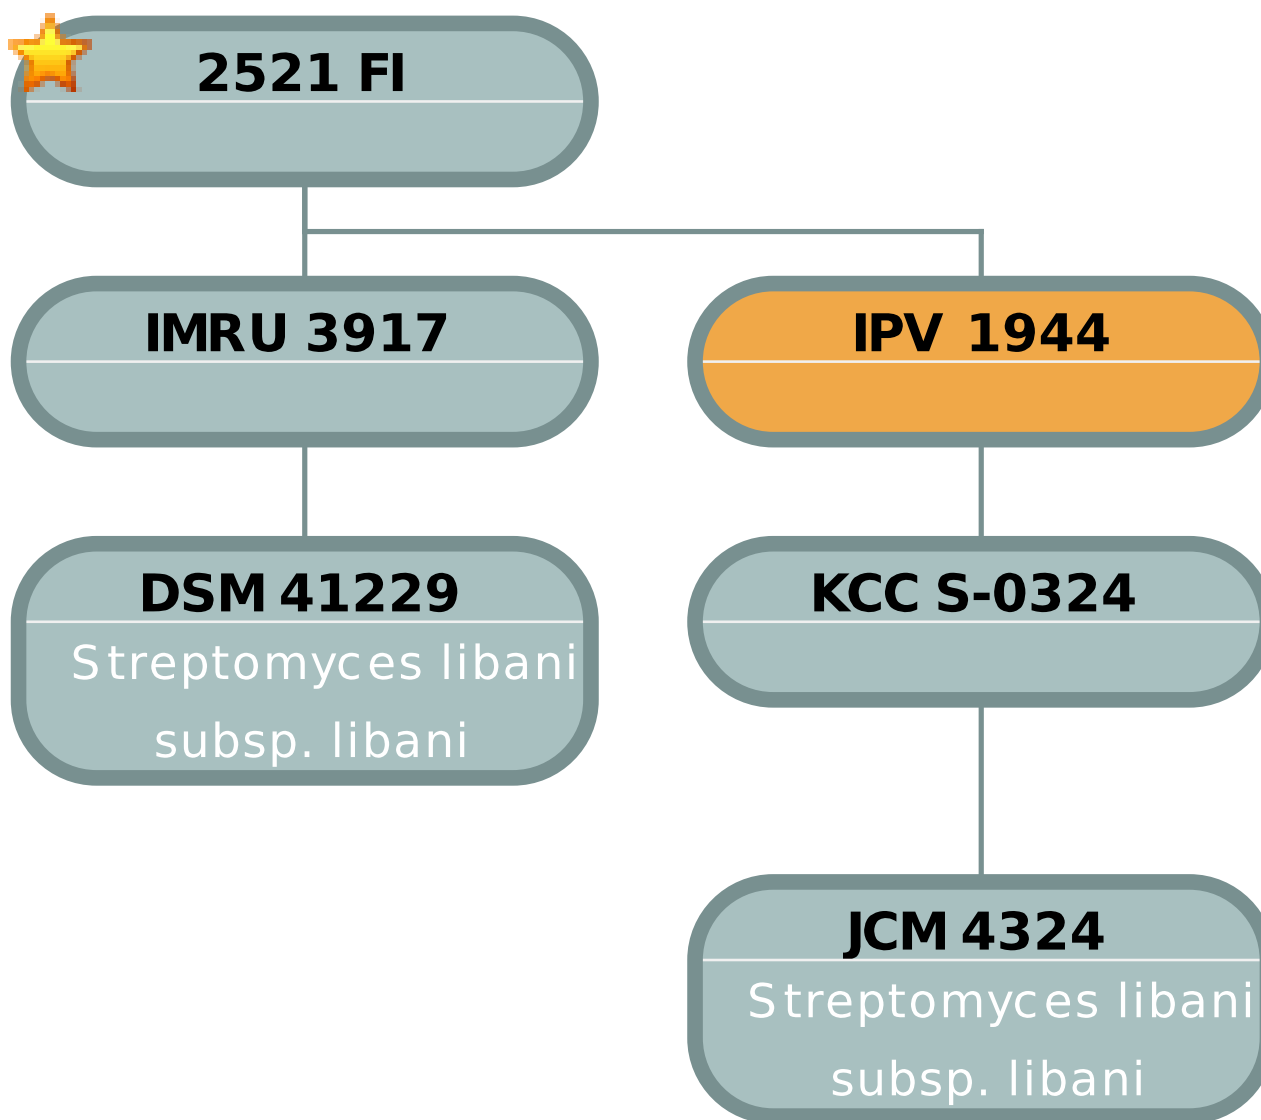 2521 FI
IMRU 3917
IPV 1944
DSM 41229
Streptomyces libani
subsp. libani
KCC S-0324
JCM 4324
Streptomyces libani
subsp. libani